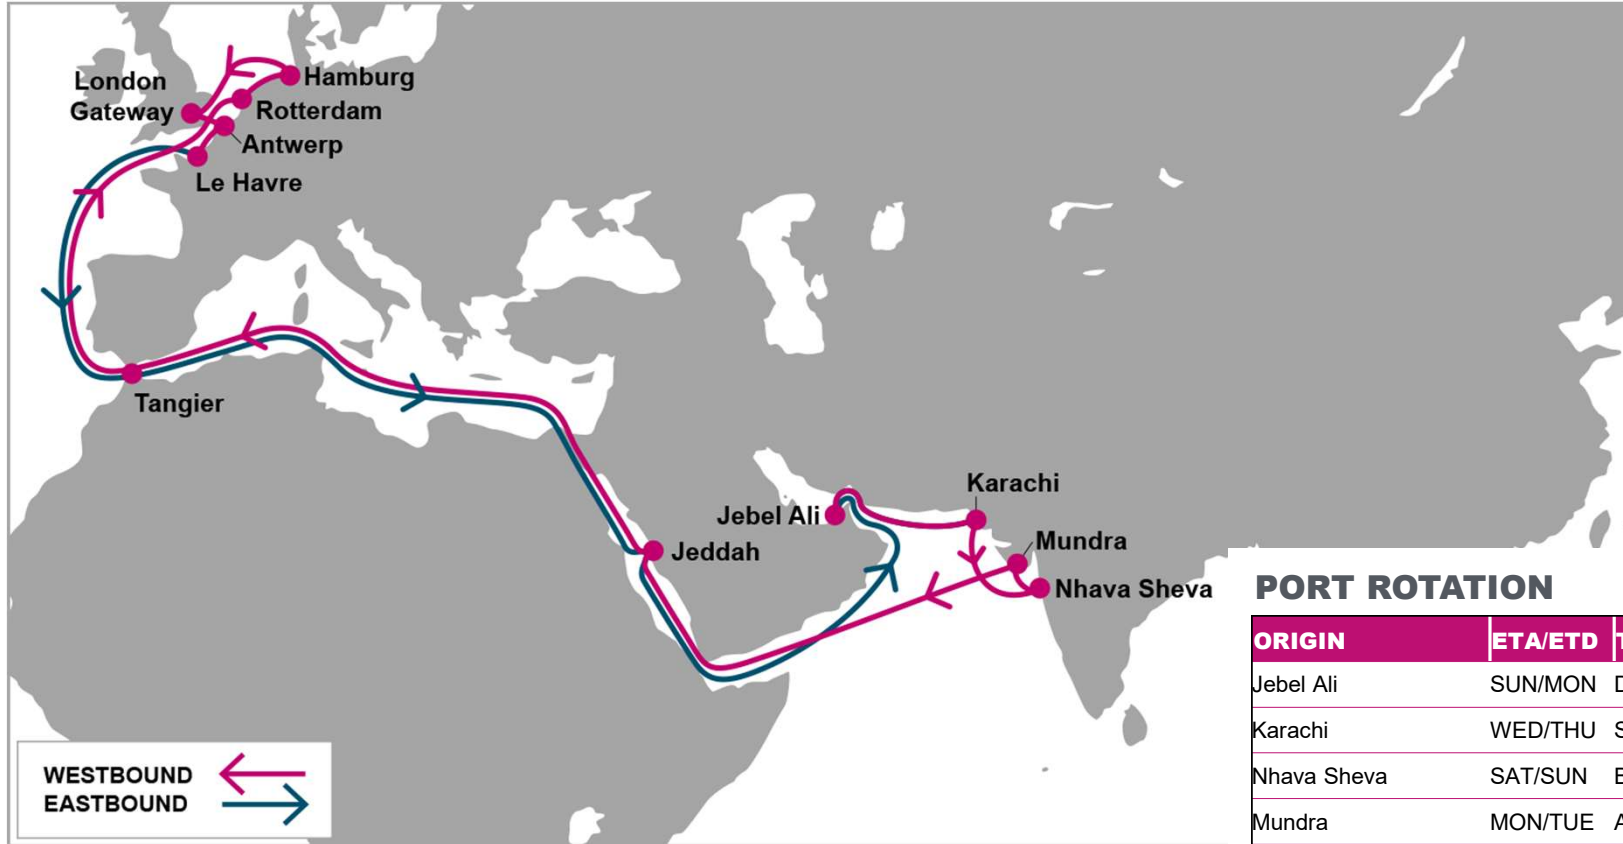 London
Gateway
Hamburg
Rotterdam
Antwerp
Le Havre
Tangier
Karachi
Jebel Ali
Mundra
Jeddah
Nhava Sheva
WESTBOUND
EASTBOUND
PORT ROTATION
ORIGIN ETA/ETD
Jebel Ali SUN/MON
Karachi WED/THU
Nhava Sheva SAT/SUN
Mundra MON/TUE